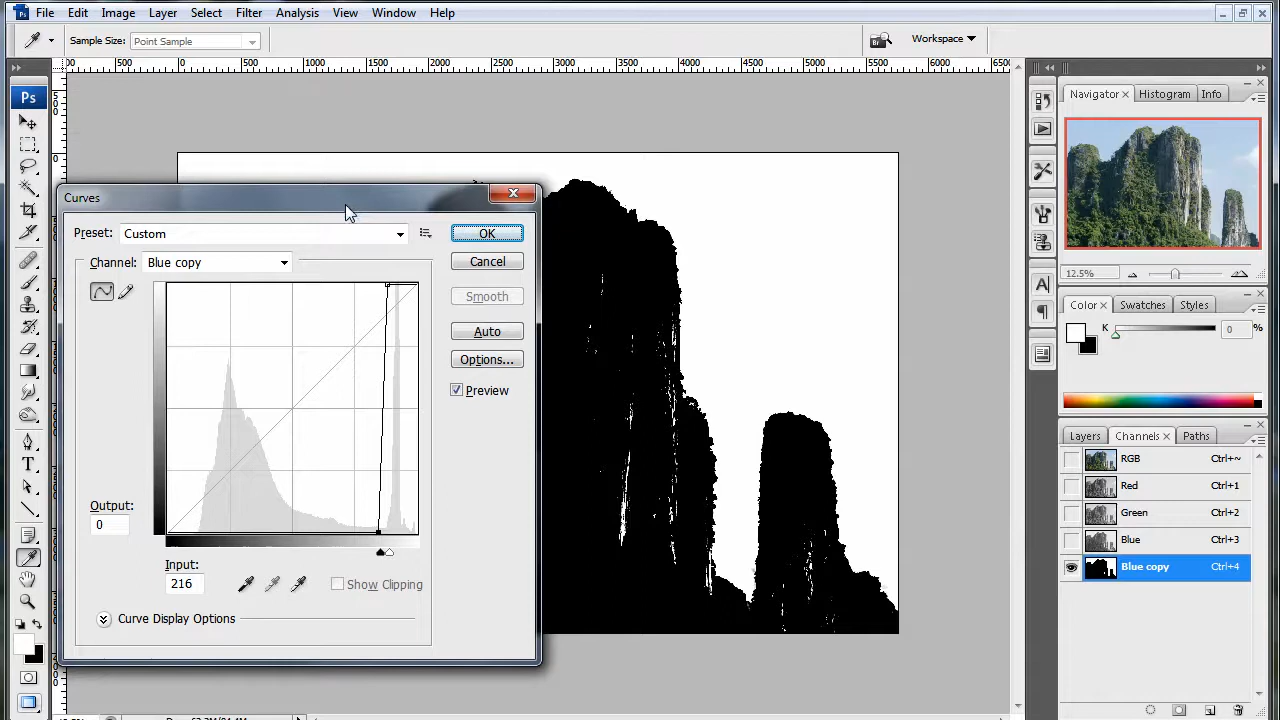 Ps File Edit Image Layer Select Filter Analysis View Window Help
Sample Size: Point Sample
Br Workspace
500 0 500 1000 1500 2000 2500 3000 3500 4000 4500 5000 5500 6000
Ps
Navigator Histogram Info
12.5%
Color Swatches Styles
K 0 %
Layers Channels Paths
RGB Ctrl+~
Red Ctrl+1
Green Ctrl+2
Blue Ctrl+3
Blue copy Ctrl+4
Curves
Preset: Custom OK
Channel: Blue copy Cancel
Smooth
Auto
Options...
Preview
Output:
0
Input:
216
Show Clipping
Curve Display Options
A
T